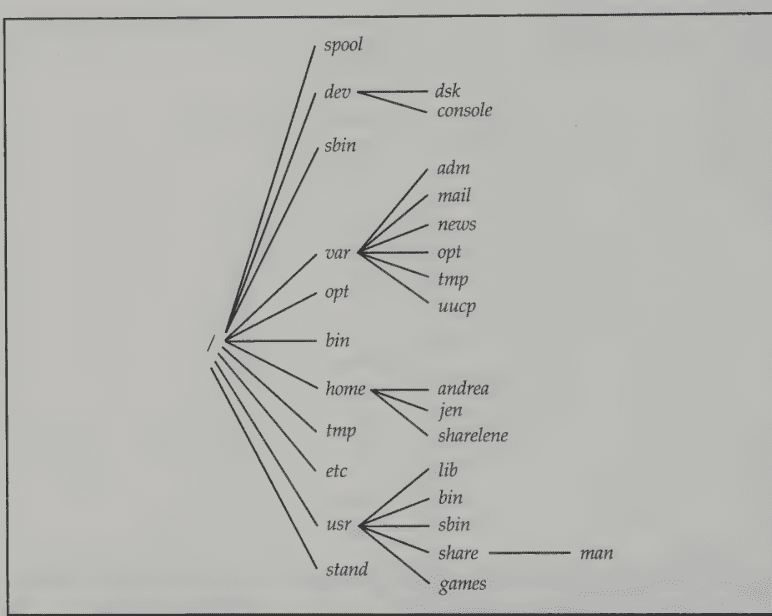 spool
dev
dsk
console
sbin
adm
mail
news
var
opt
tmp
opt
uucp
/
bin
home
andrea
jen
tmp
sharelene
etc
lib
bin
usr
sbin
share
man
stand
games